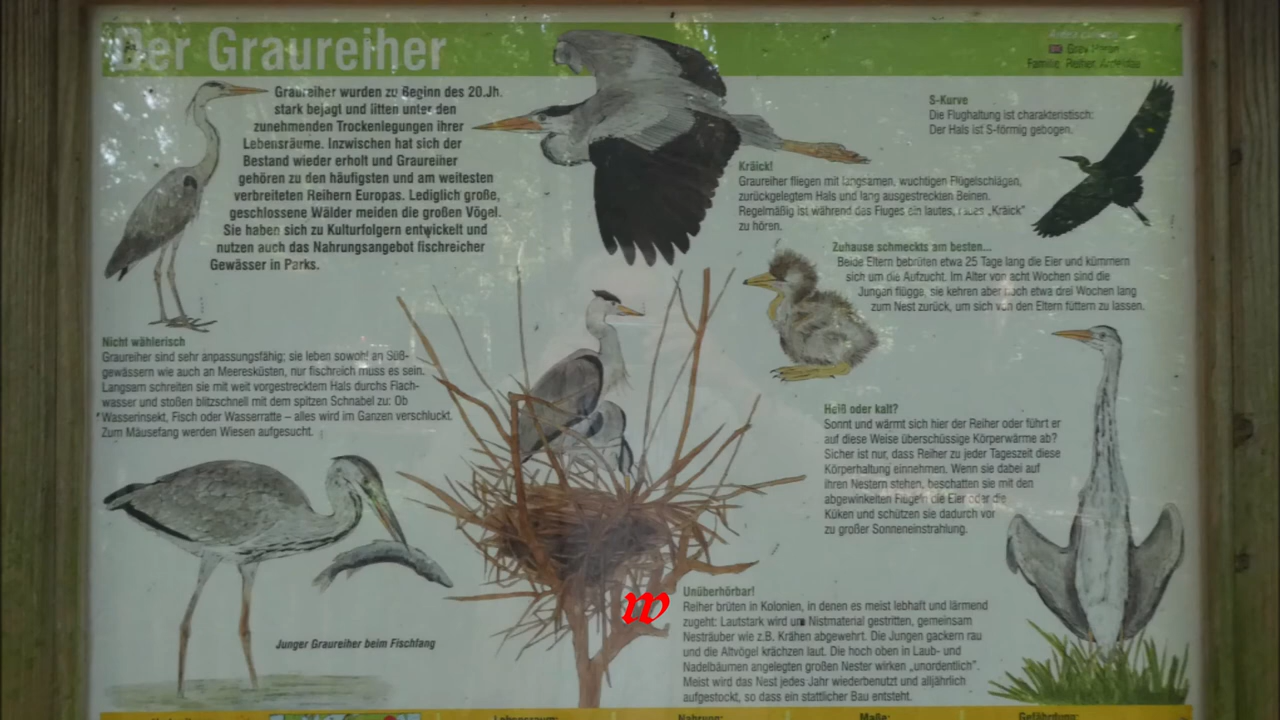 Der Graureiher
Grey Heron
Familie: Reiher, Ardeidae
Graureiher wurden zu Beginn des 20.Jh.
stark bejagt und litten unter den
zunehmenden Trockenlegungen ihrer
Lebensräume. Inzwischen hat sich der
Bestand wieder erholt und Graureiher
gehören zu den häufigsten und am weitesten
verbreiteten Reihern Europas. Lediglich große,
geschlossene Wälder meiden die großen Vögel.
Sie haben sich zu Kulturfolgern entwickelt und
nutzen auch das Nahrungsangebot fischreicher
Gewässer in Parks.
S-Kurve
Die Flughaltung ist charakteristisch:
Der Hals ist S-förmig gebogen.
Kräick!
Graureiher fliegen mit langsamen, wuchtigen Flügelschlägen,
zurückgelegtem Hals und lang ausgestreckten Beinen.
Regelmäßig ist während des Fluges ein lautes, raues „Kräick"
zu hören.
Zuhause schmeckts am besten...
Beide Eltern bebrüten etwa 25 Tage lang die Eier und kümmern
sich um die Aufzucht. Im Alter von acht Wochen sind die
Jungen flügge, sie kehren aber noch etwa drei Wochen lang
zum Nest zurück, um sich von den Eltern füttern zu lassen.
Nicht wählerisch
Graureiher sind sehr anpassungsfähig; sie leben sowohl an Süß-
gewässern wie auch an Meeresküsten, nur fischreich muss es sein.
Langsam schreiten sie mit weit vorgestrecktem Hals durchs Flach-
wasser und stoßen blitzschnell mit dem spitzen Schnabel zu: Ob
Wasserinsekt, Fisch oder Wasserratte – alles wird im Ganzen verschluckt.
Zum Mäusefang werden Wiesen aufgesucht.
Heiß oder kalt?
Sonnt und wärmt sich hier der Reiher oder führt er
auf diese Weise überschüssige Körperwärme ab?
Sicher ist nur, dass Reiher zu jeder Tageszeit diese
Körperhaltung einnehmen. Wenn sie dabei auf
ihren Nestern stehen, beschatten sie mit den
abgewinkelten Flügeln die Eier oder die
Küken und schützen sie dadurch vor
zu großer Sonneneinstrahlung.
Junger Graureiher beim Fischfang
w
Unüberhörbar!
Reiher brüten in Kolonien, in denen es meist lebhaft und lärmend
zugeht: Lautstark wird um Nistmaterial gestritten, gemeinsam
Nesträuber wie z.B. Krähen abgewehrt. Die Jungen gackern rau
und die Altvögel krächzen laut. Die hoch oben in Laub- und
Nadelbäumen angelegten großen Nester wirken „unordentlich".
Meist wird das Nest jedes Jahr wiederbenutzt und alljährlich
aufgestockt, so dass ein stattlicher Bau entsteht.
Lebensraum:
Nahrung:
Maße:
Gefährdung: